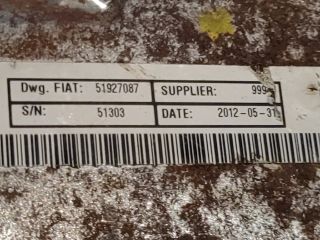 Dwg. FIAT: 51927087 SUPPLIER: 999
S/N: 51303 DATE: 2012-05-31